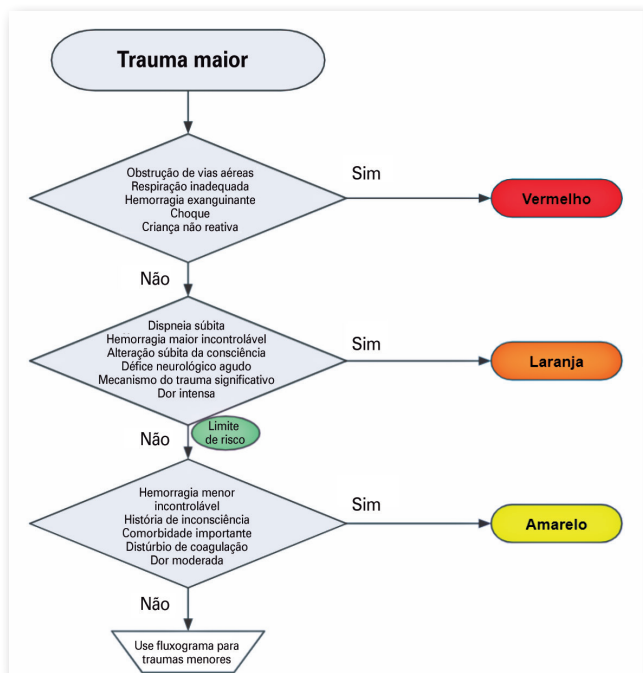 Trauma maior
Obstrução de vias aéreas
Respiração inadequada
Hemorragia exanguinante
Choque
Criança não reativa
Sim
Vermelho
Não
Dispneia súbita
Hemorragia maior incontrolável
Alteração súbita da consciência
Défice neurológico agudo
Mecanismo do trauma significativo
Dor intensa
Sim
Laranja
Não
Limite
de risco
Hemorragia menor
incontrolável
História de inconsciência
Comorbidade importante
Distúrbio de coagulação
Dor moderada
Sim
Amarelo
Não
Use fluxograma para
traumas menores